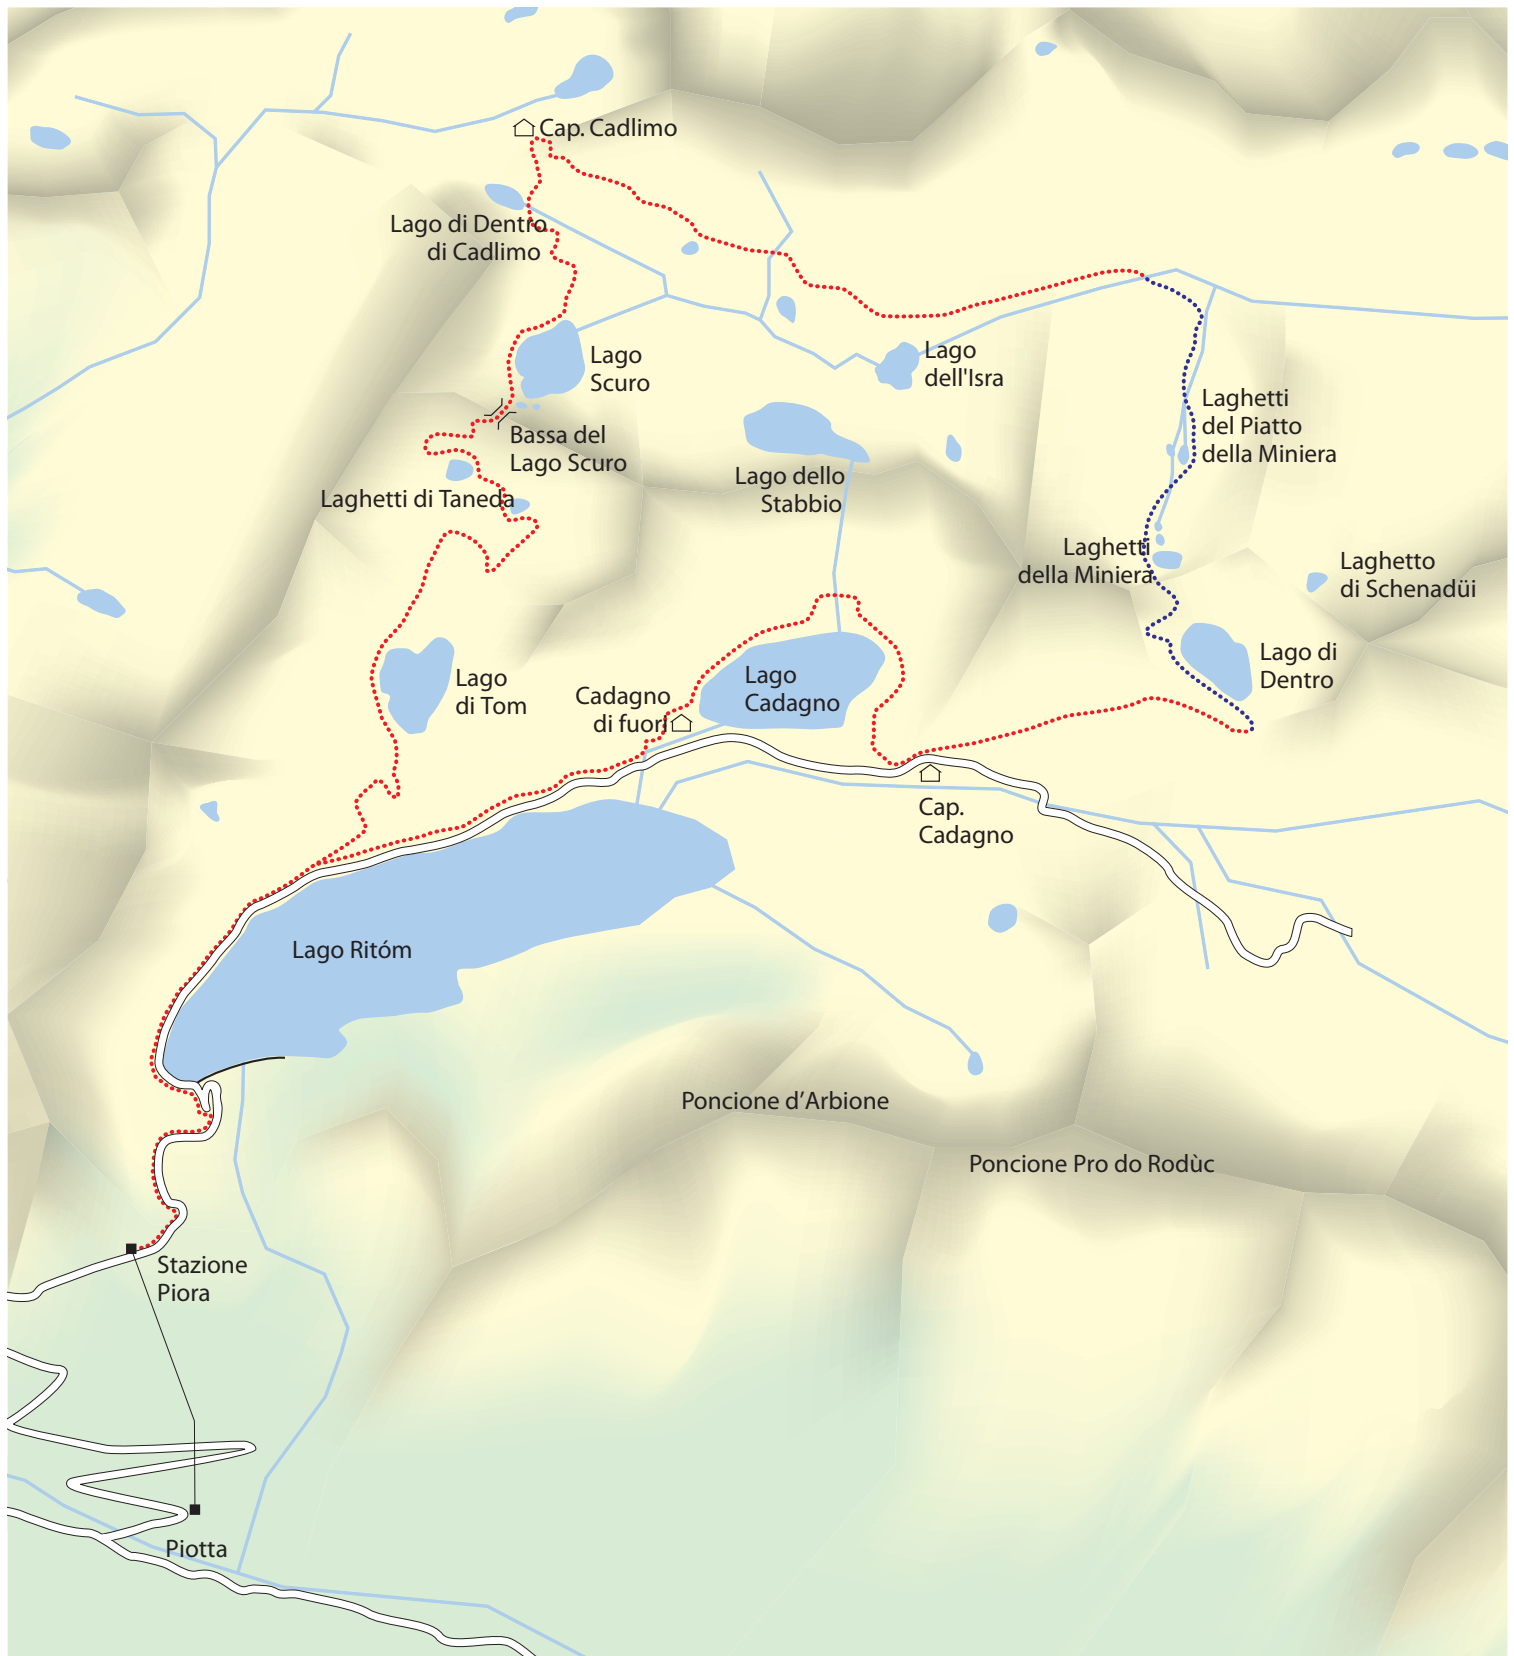 Cap. Cadlimo
Lago di Dentro
di Cadlimo
Lago
Scuro
Lago
dell'Isra
Laghetti
del Piatto
della Miniera
Bassa del
Lago Scuro
Lago dello
Stabbio
Laghetti di Taneda
Laghetti
della Miniera
Laghetto
di Schenadüi
Lago
di Tom
Cadagno
di fuori
Lago
Cadagno
Lago di
Dentro
Cap.
Cadagno
Lago Ritóm
Poncione d’Arbione
Poncione Pro do Rodùc
Stazione
Piora
Piotta